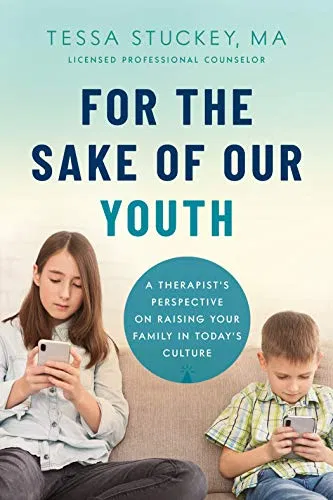 TESSA STUCKEY, MA
LICENSED PROFESSIONAL COUNSELOR
FOR THE
SAKE OF OUR
YOUTH
A THERAPIST'S
PERSPECTIVE
ON RAISING YOUR
FAMILY IN TODAY'S
CULTURE